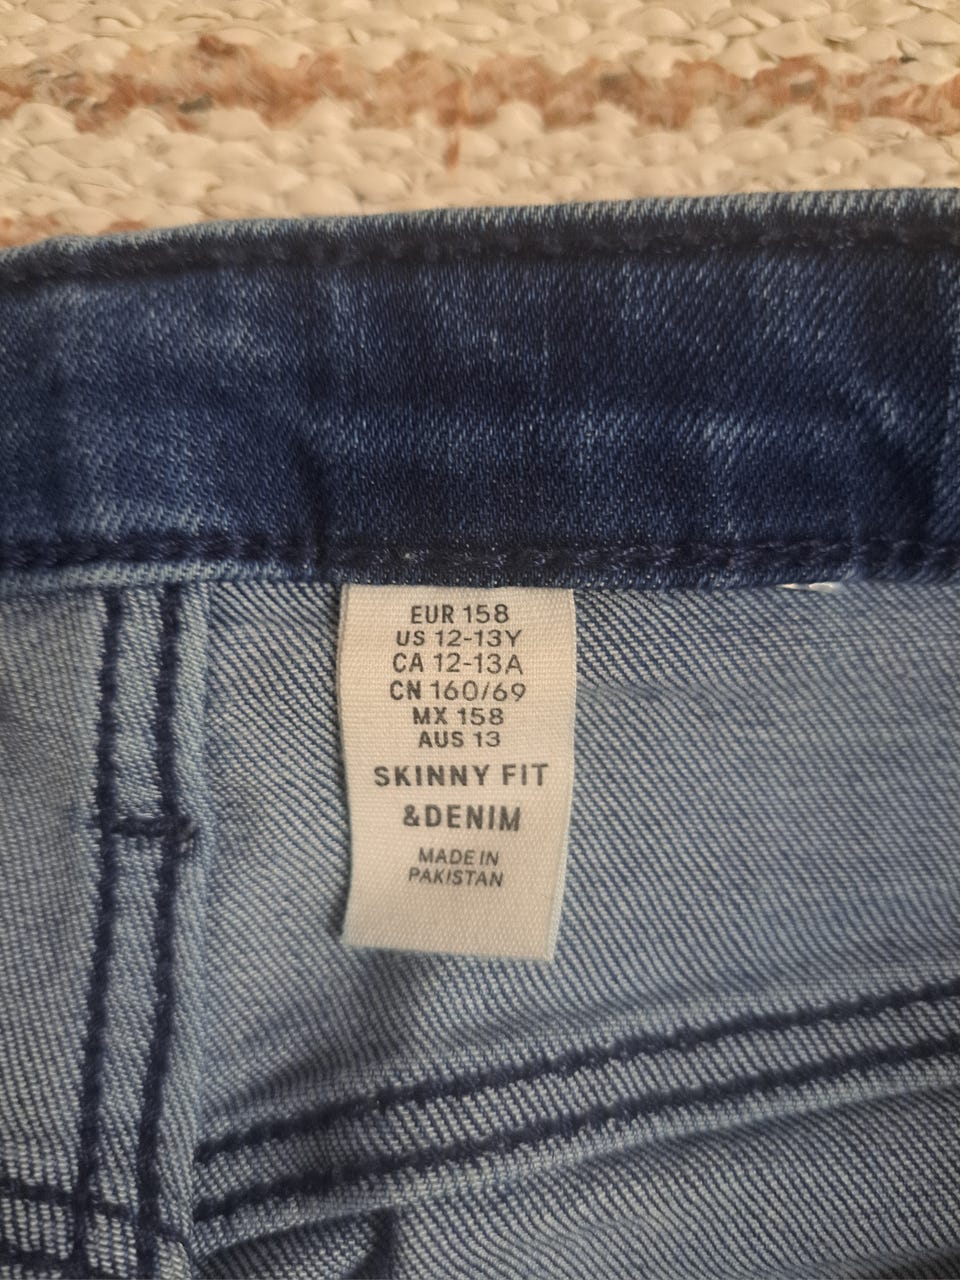 EUR 158
US 12-13Y
CA 12-13A
CN 160/69
MX 158
AUS 13
SKINNY FIT
&DENIM
MADE IN
PAKISTAN